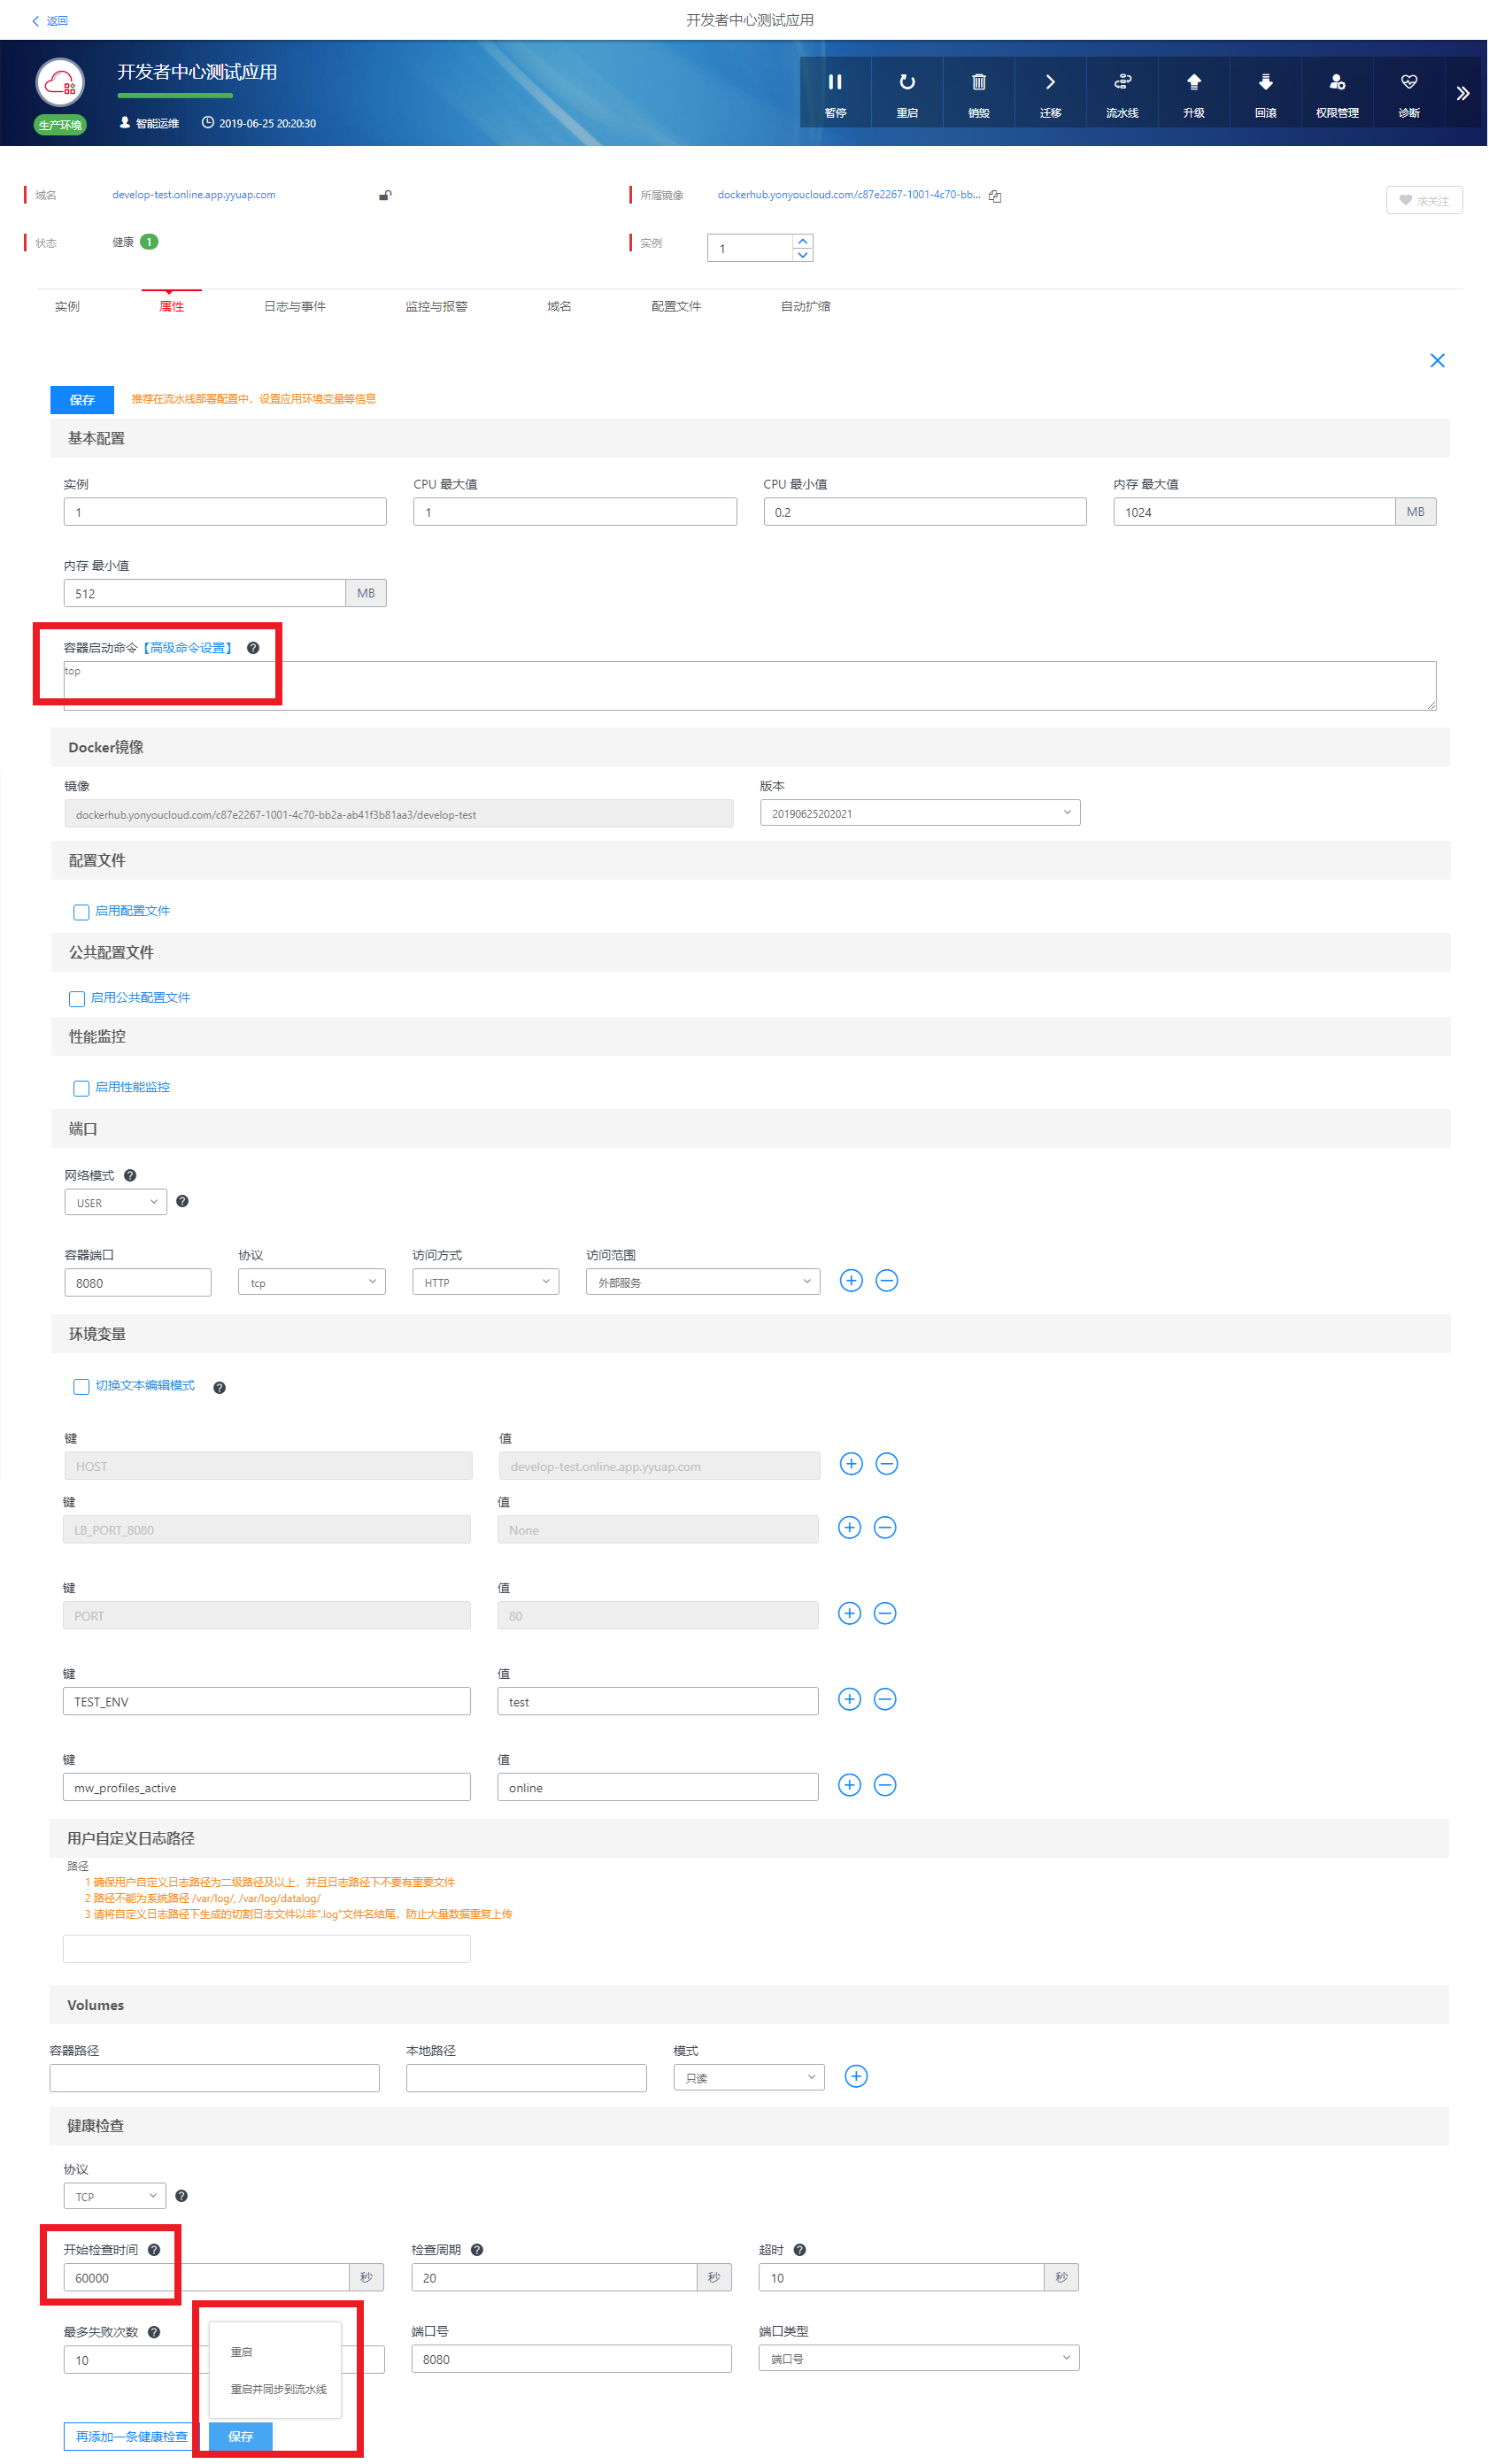 返回
开发者中心测试应用
开发者中心测试应用
生产环境
智能运维 2019-06-25 20:20:30
暂停 重启 销毁 迁移 流水线 升级 回滚 权限管理 诊断
域名 develop-test.online.app.yyuap.com 所属镜像 dockerhub.yonyoucloud.com/c87e2267-1001-4c70-bb... 求关注
状态 健康 1 实例 1
实例 属性 日志与事件 监控与报警 域名 配置文件 自动扩缩
保存 推荐在流水线部署配置中，设置应用环境变量等信息
基本配置
实例 CPU 最大值 CPU 最小值 内存 最大值
1 1 0.2 1024 MB
内存 最小值
512 MB
容器启动命令【高级命令设置】
top
Docker镜像
镜像 版本
dockerhub.yonyoucloud.com/c87e2267-1001-4c70-bb2a-ab41f3b81aa3/develop-test 20190625202021
配置文件
启用配置文件
公共配置文件
启用公共配置文件
性能监控
启用性能监控
端口
网络模式
USER
容器端口 协议 访问方式 访问范围
8080 tcp HTTP 外部服务
环境变量
切换文本编辑模式
键 值
HOST develop-test.online.app.yyuap.com
键 值
LB_PORT_8080 None
键 值
PORT 80
键 值
TEST_ENV test
键 值
mw_profiles_active online
用户自定义日志路径
路径
1 确保用户自定义日志路径为二级路径及以上，并且日志路径下不要有重要文件
2 路径不能为系统路径 /var/log/, /var/log/datalog/
3 请将自定义日志路径下生成的切割日志文件以非".log"文件名结尾，防止大量数据重复上传
Volumes
容器路径 本地路径 模式
只读
健康检查
协议
TCP
开始检查时间 检查周期 超时
60000 秒 20 秒 10 秒
最多失败次数 端口号 端口类型
10 8080 端口号
重启
重启并同步到流水线
再添加一条健康检查 保存